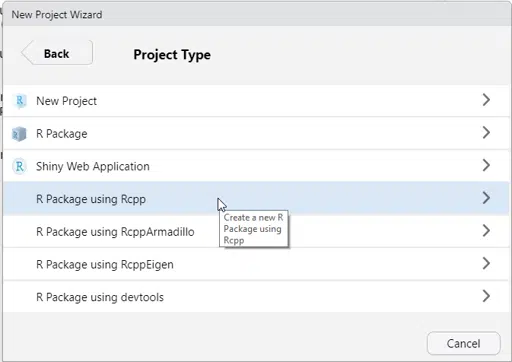 New Project Wizard
Back
Project Type
New Project
R Package
R
Shiny Web Application
R Package using Rcpp
Create a new R
Package using
Rcpp
R Package using RcppArmadillo
R Package using RcppEigen
R Package using devtools
Cancel